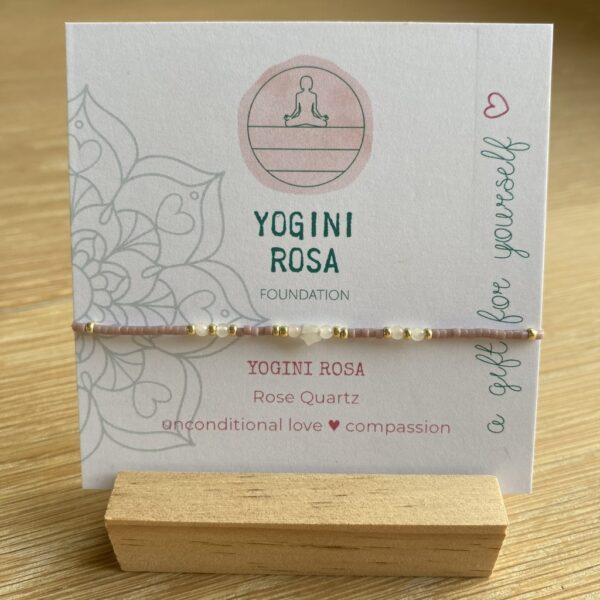 YOGINI
ROSA
FOUNDATION
YOGINI ROSA
Rose Quartz
unconditional love ♥ compassion
a gift for yourself ♡